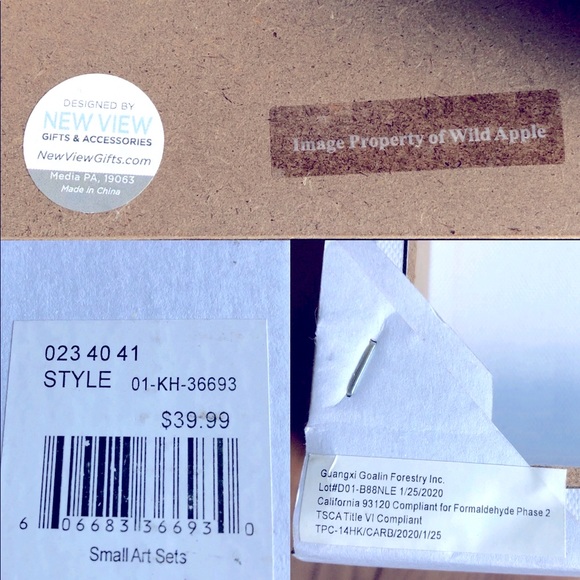 DESIGNED BY
NEW VIEW
GIFTS & ACCESSORIES
NewViewGifts.com
Media PA, 19063
Made in China
Image Property of Wild Apple
023 40 41
STYLE 01-KH-36693
$39.99
6 06683 36693 0
Small Art Sets
Guangxi Goalin Forestry Inc.
Lot#D01-B88NLE 1/25/2020
California 93120 Compliant for Formaldehyde Phase 2
TSCA Title VI Compliant
TPC-14HK/CARB/2020/1/25